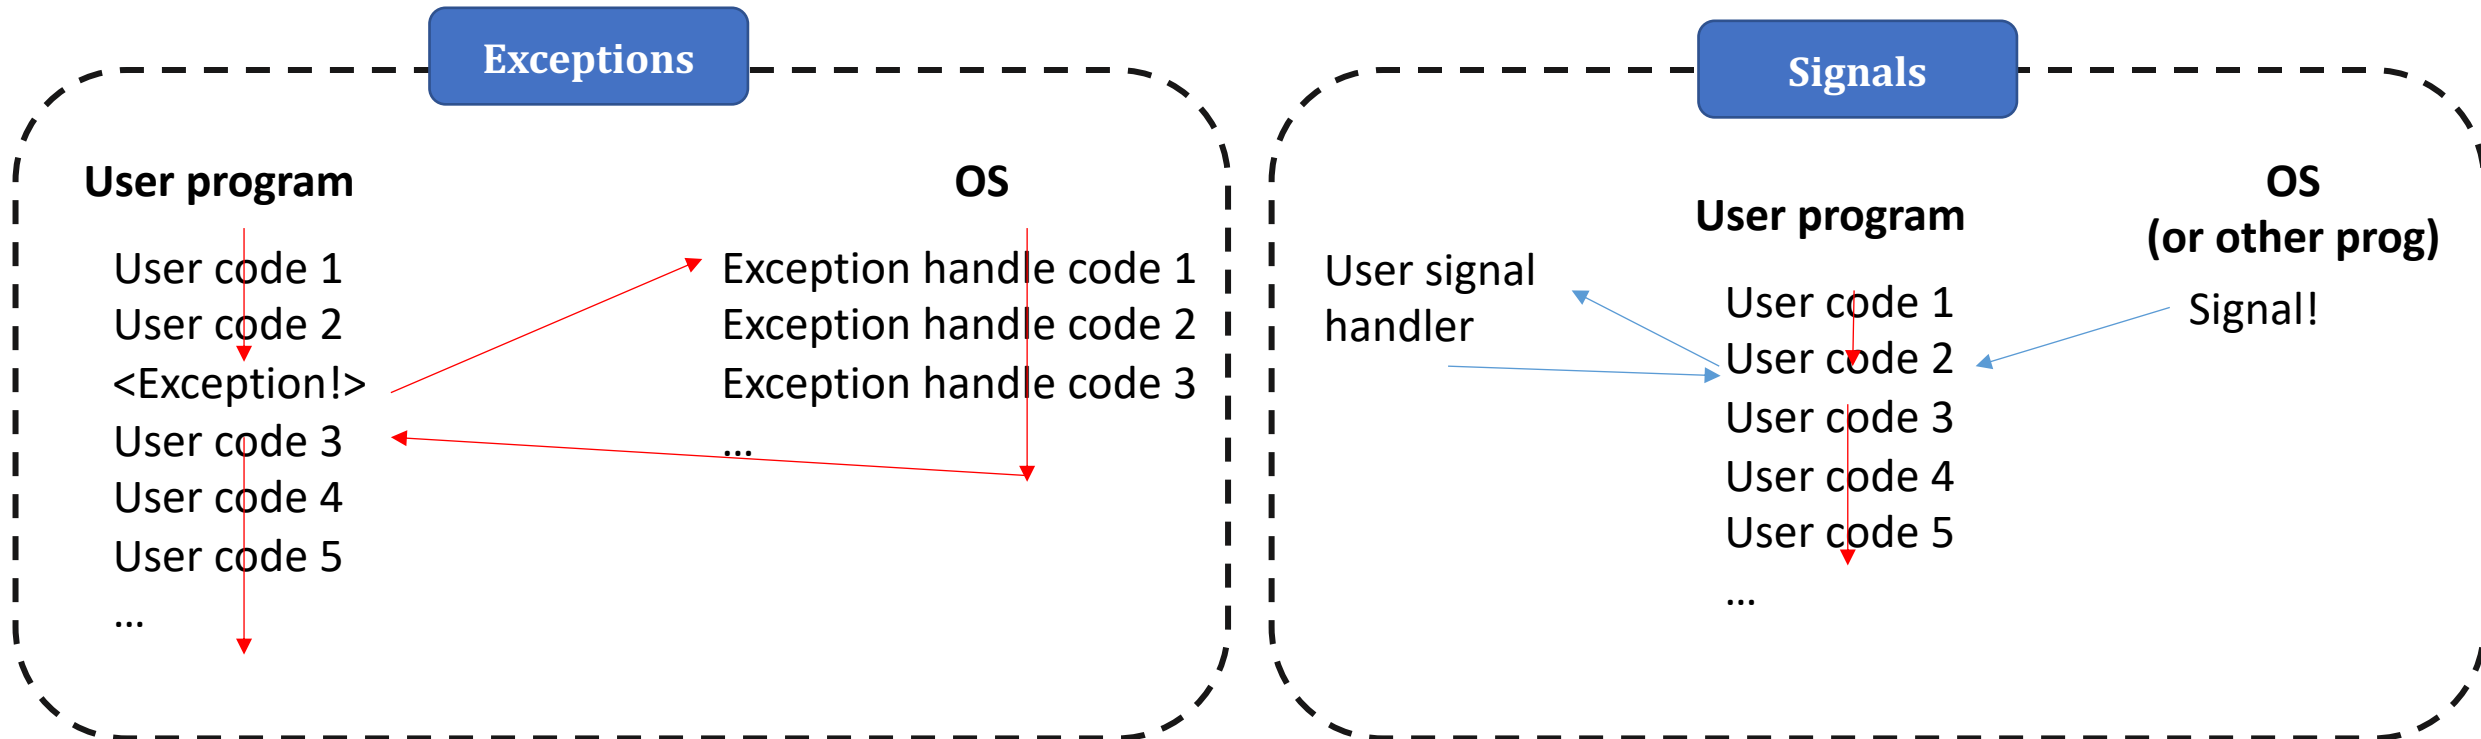 Exceptions
User program
User code 1
User code 2
<Exception!>
User code 3
User code 4
User code 5
...
OS
Exception handle code 1
Exception handle code 2
Exception handle code 3
...
Signals
User signal
handler
User program
User code 1
User code 2
User code 3
User code 4
User code 5
...
OS
(or other prog)
Signal!